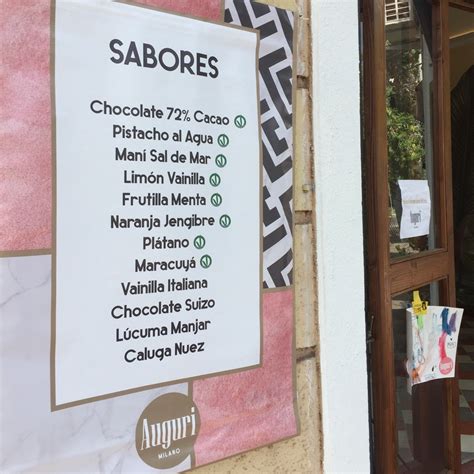 SABORES
Chocolate 72% Cacao
Pistacho al Agua
Maní Sal de Mar
Limón Vainilla
Frutilla Menta
Naranja Jengibre
Plátano
Maracuyá
Vainilla Italiana
Chocolate Suizo
Lúcuma Manjar
Caluga Nuez
Auguri
MILANO
Auguri